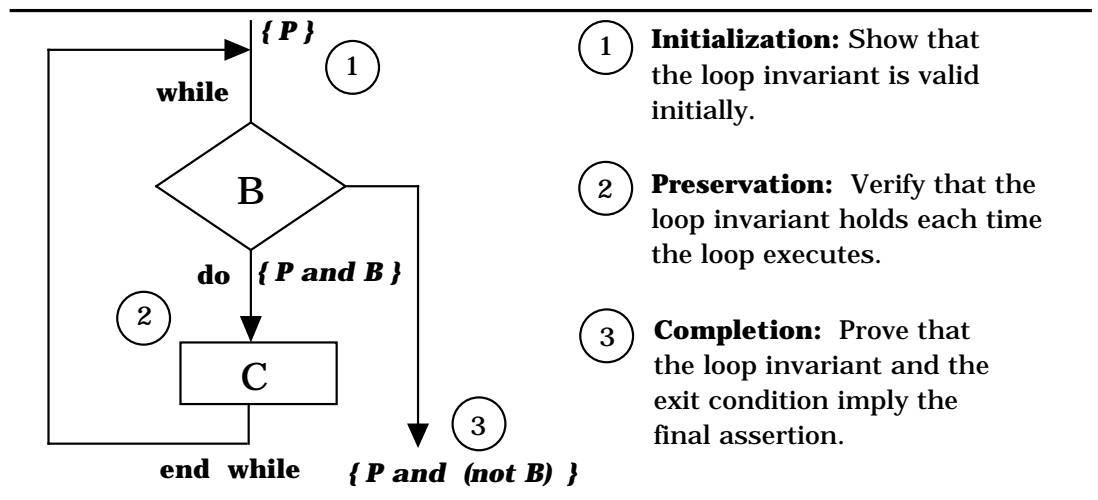 { P }
1
while
B
do { P and B }
2
C
3
end while { P and (not B) }
1 Initialization: Show that
the loop invariant is valid
initially.
2 Preservation: Verify that the
loop invariant holds each time
the loop executes.
3 Completion: Prove that
the loop invariant and the
exit condition imply the
final assertion.